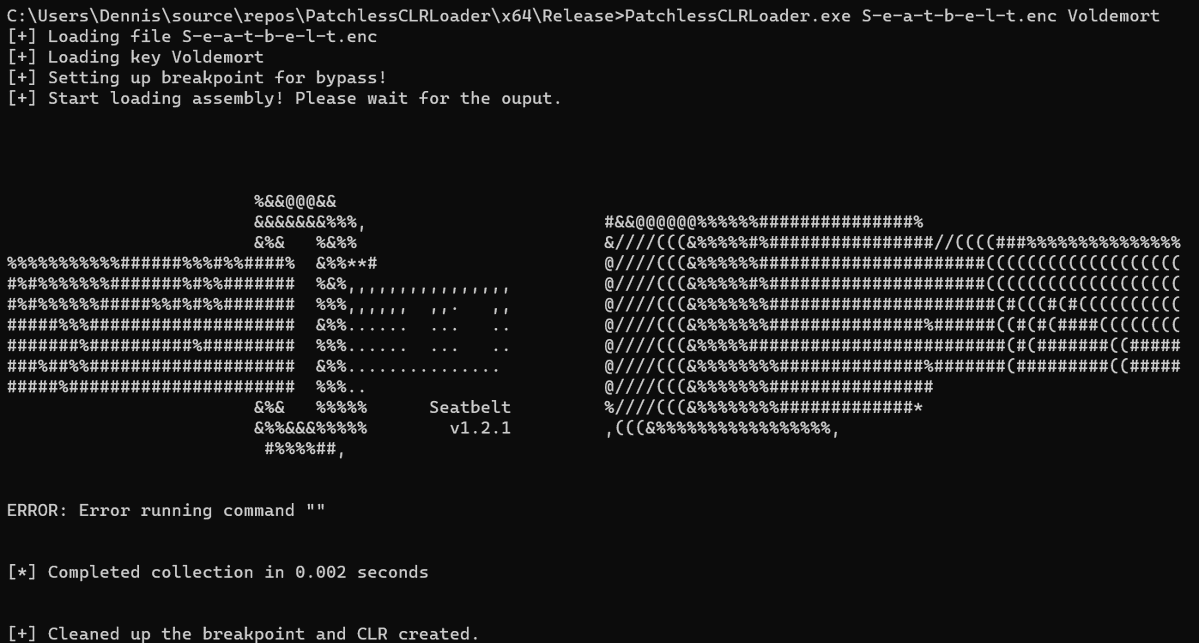 C:\Users\Dennis\source\repos\PatchlessCLRLoader\x64\Release>PatchlessCLRLoader.exe S-e-a-t-b-e-l-t.enc Voldemort
[+] Loading file S-e-a-t-b-e-l-t.enc
[+] Loading key Voldemort
[+] Setting up breakpoint for bypass!
[+] Start loading assembly! Please wait for the ouput.
                        %&&@@@&&
                        &&&&&&&%%%,                       #&&@@@@@@%%%%%%###############%
                        &%&   %&%%                        &////(((&%%%%%#%################//((((###%%%%%%%%%%%%%%%
%%%%%%%%%%%######%%%#%%####%  &%%**#                      @////(((&%%%%%%######################(((((((((((((((((((
#%#%%%%%%%#######%#%%#######  %&%,,,,,,,,,,,,,,,,         @////(((&%%%%%#%#####################(((((((((((((((((((
#%#%%%%%%#####%%#%#%%#######  %%%,,,,,,  ,,.   ,,         @////(((&%%%%%%%######################(#(((#(#((((((((((
#####%%%####################  &%%......  ...   ..         @////(((&%%%%%%%###############%######((#(#(####((((((((
#######%##########%#########  %%%......  ...   ..         @////(((&%%%%%#########################(#(#######((#####
###%##%%####################  &%%...............          @////(((&%%%%%%%%##############%#######(#########((#####
#####%######################  %%%..                       @////(((&%%%%%%%################
                        &%&   %%%%%      Seatbelt         %////(((&%%%%%%%%#############*
                        &%%&&&%%%%%        v1.2.1         ,(((&%%%%%%%%%%%%%%%%%,
                         #%%%%##,
ERROR: Error running command ""
[*] Completed collection in 0.002 seconds
[+] Cleaned up the breakpoint and CLR created.